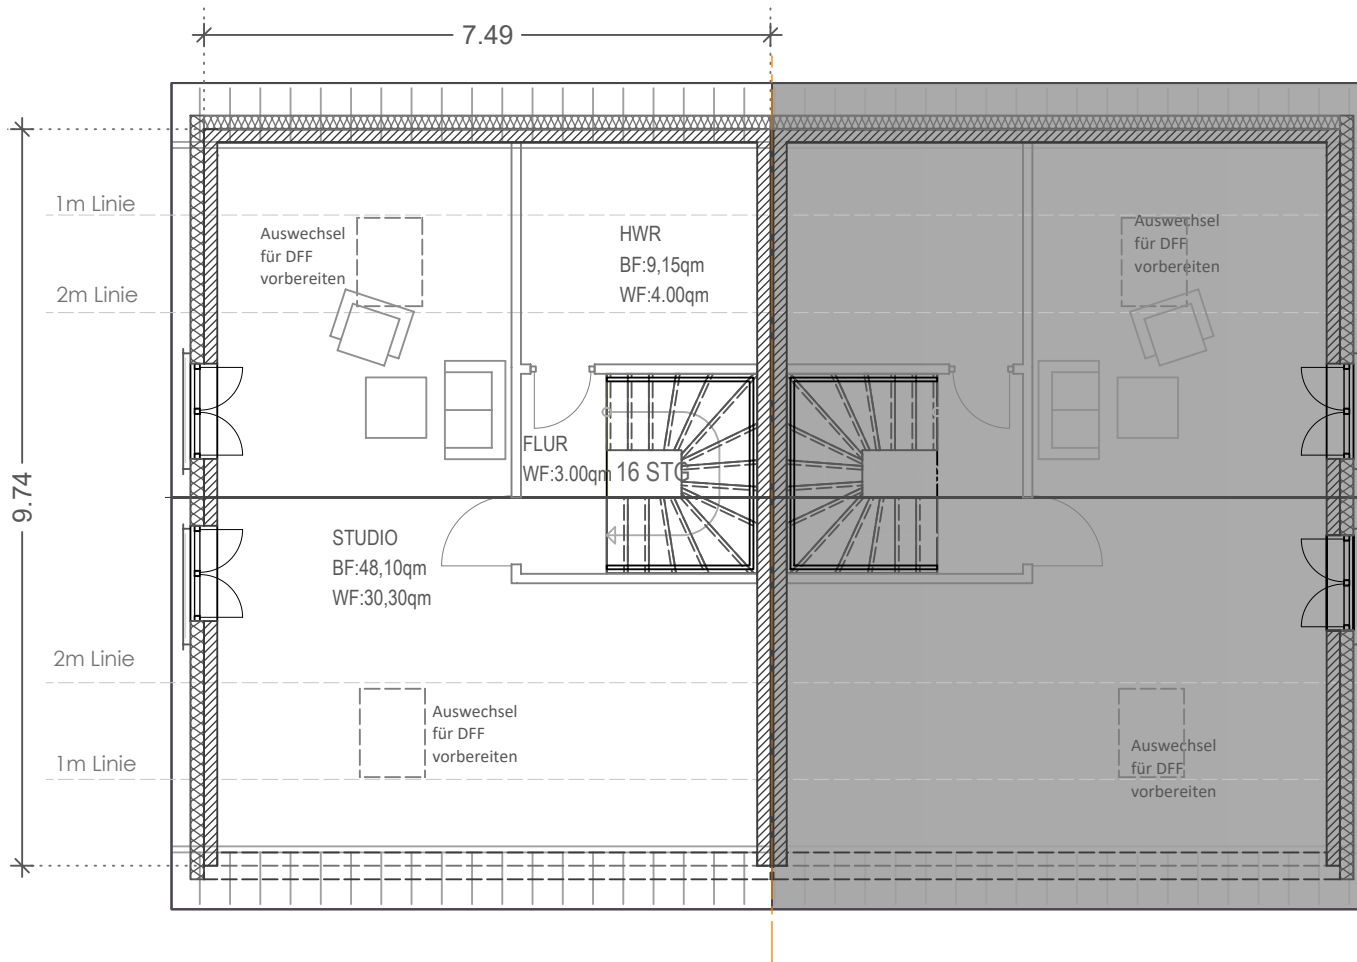 7.49
9.74
1m Linie
Auswechsel
für DFF
vorbereiten
HWR
BF:9,15qm
WF:4.00qm
Auswechsel
für DFF
vorbereiten
2m Linie
FLUR
WF:3.00qm
16 STG
STUDIO
BF:48,10qm
WF:30,30qm
2m Linie
Auswechsel
für DFF
vorbereiten
Auswechsel
für DFF
vorbereiten
1m Linie